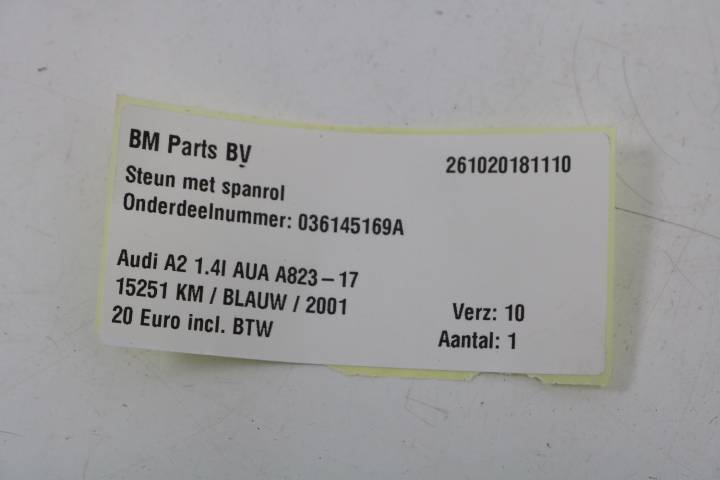 BM Parts BV
261020181110
Steun met spanrol
Onderdeelnummer: 036145169A
Audi A2 1.4I AUA A823-17
15251 KM / BLAUW / 2001
Verz: 10
20 Euro incl. BTW
Aantal: 1